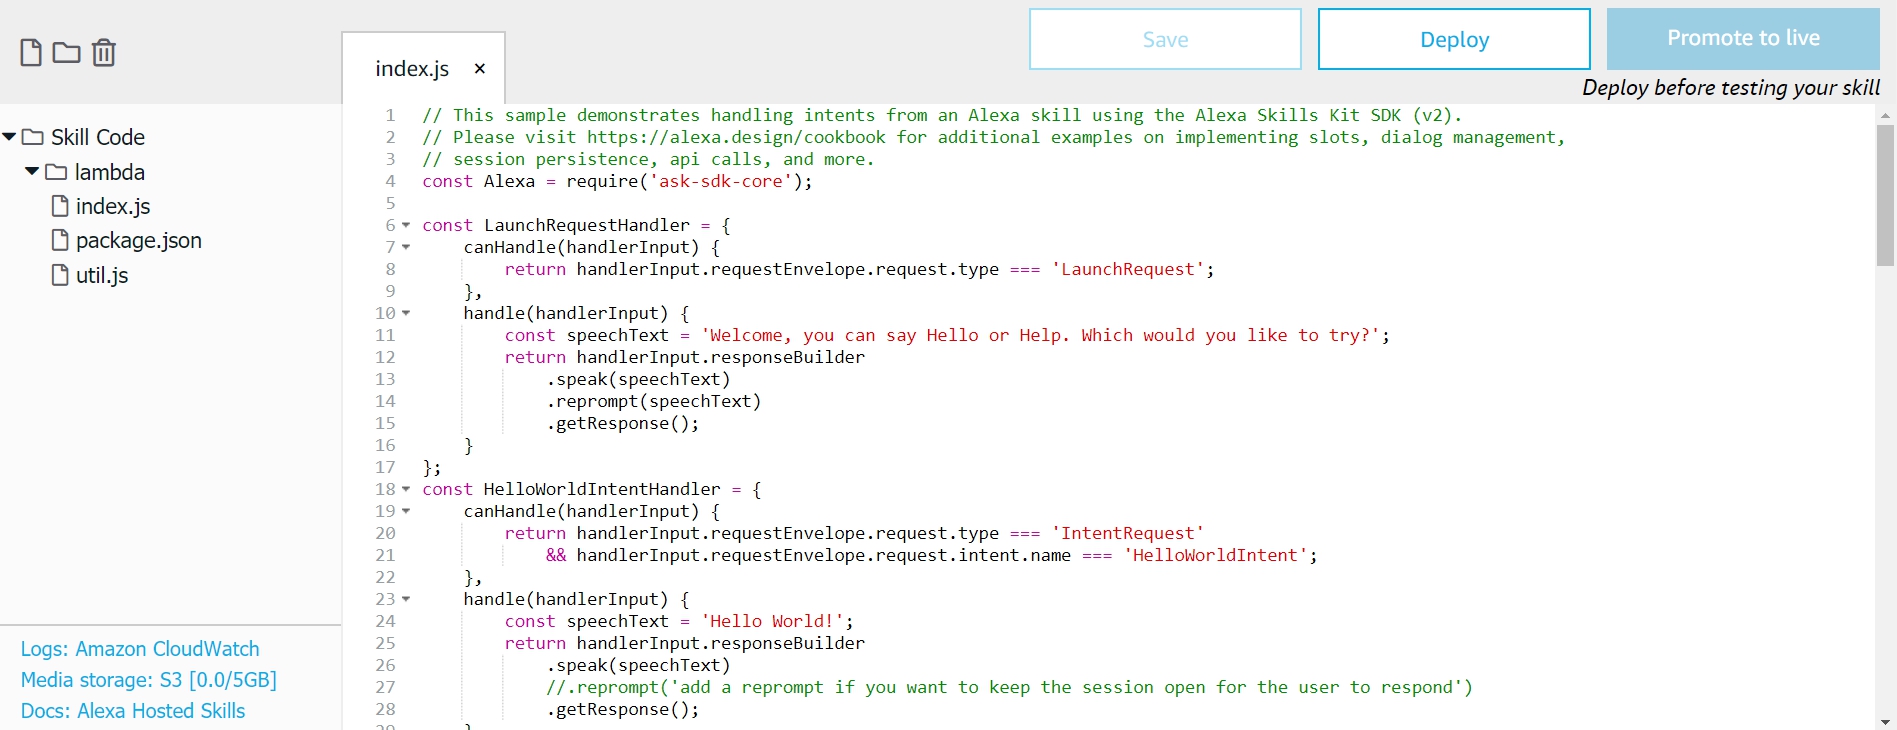 index.js ×
Save
Deploy
Promote to live
Deploy before testing your skill
Skill Code
lambda
index.js
package.json
util.js
Logs: Amazon CloudWatch
Media storage: S3 [0.0/5GB]
Docs: Alexa Hosted Skills
1 // This sample demonstrates handling intents from an Alexa skill using the Alexa Skills Kit SDK (v2).
2 // Please visit https://alexa.design/cookbook for additional examples on implementing slots, dialog management,
3 // session persistence, api calls, and more.
4 const Alexa = require('ask-sdk-core');
5
6 const LaunchRequestHandler = {
7     canHandle(handlerInput) {
8         return handlerInput.requestEnvelope.request.type === 'LaunchRequest';
9     },
10     handle(handlerInput) {
11         const speechText = 'Welcome, you can say Hello or Help. Which would you like to try?';
12         return handlerInput.responseBuilder
13             .speak(speechText)
14             .reprompt(speechText)
15             .getResponse();
16     }
17 };
18 const HelloWorldIntentHandler = {
19     canHandle(handlerInput) {
20         return handlerInput.requestEnvelope.request.type === 'IntentRequest'
21             && handlerInput.requestEnvelope.request.intent.name === 'HelloWorldIntent';
22     },
23     handle(handlerInput) {
24         const speechText = 'Hello World!';
25         return handlerInput.responseBuilder
26             .speak(speechText)
27             //.reprompt('add a reprompt if you want to keep the session open for the user to respond')
28             .getResponse();
29     }